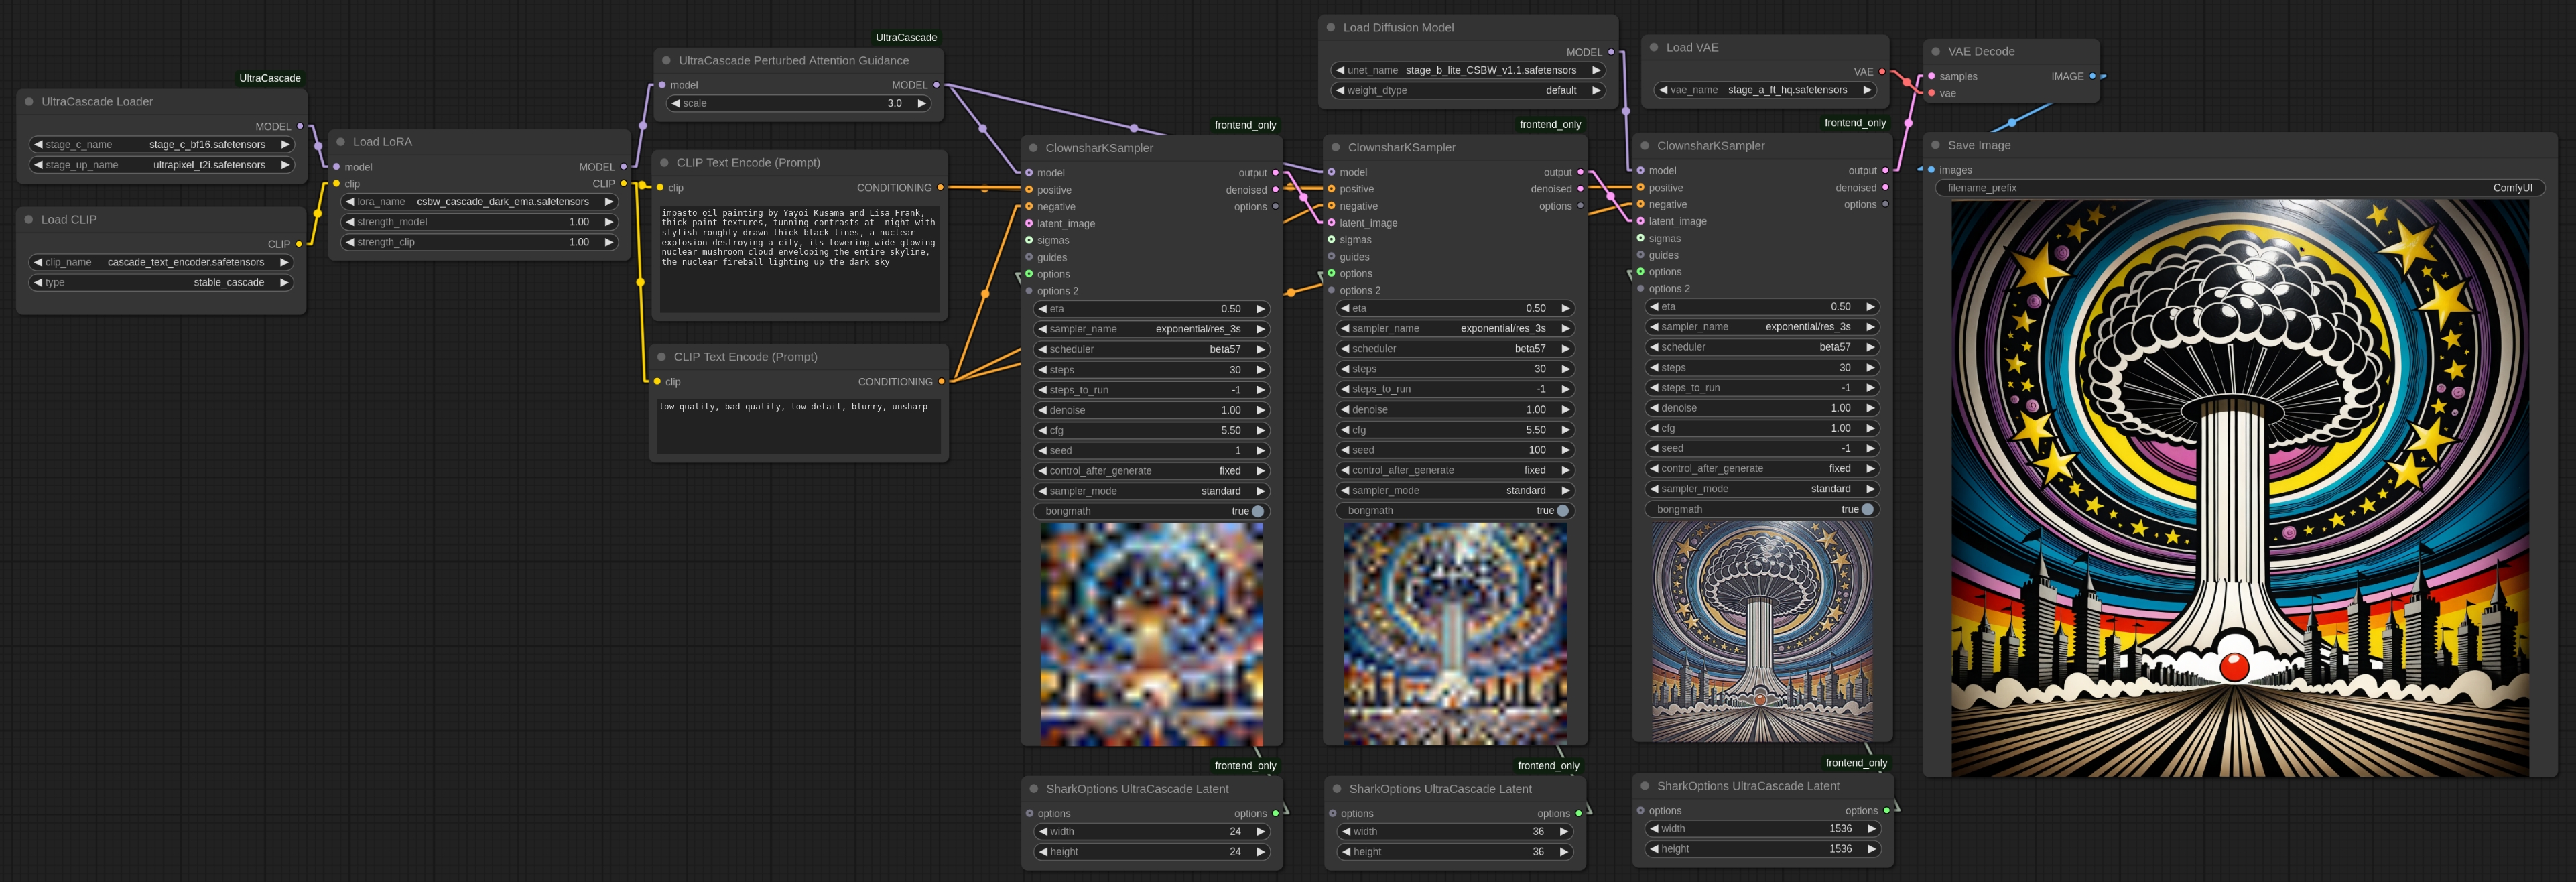 UltraCascade
UltraCascade Loader
MODEL
stage_c_name stage_c_bf16.safetensors
stage_up_name ultrapixel_t2i.safetensors
Load CLIP
CLIP
clip_name cascade_text_encoder.safetensors
type stable_cascade
Load LoRA
model MODEL
clip CLIP
lora_name csbw_cascade_dark_ema.safetensors
strength_model 1.00
strength_clip 1.00
UltraCascade
UltraCascade Perturbed Attention Guidance
model MODEL
scale 3.0
CLIP Text Encode (Prompt)
clip CONDITIONING
impasto oil painting by Yayoi Kusama and Lisa Frank,
thick paint textures, tunning contrasts at  night with
stylish roughly drawn thick black lines, a nuclear
explosion destroying a city, its towering wide glowing
nuclear mushroom cloud enveloping the entire skyline,
the nuclear fireball lighting up the dark sky
CLIP Text Encode (Prompt)
clip CONDITIONING
low quality, bad quality, low detail, blurry, unsharp
frontend_only
ClownsharKSampler
model output
positive denoised
negative options
latent_image
sigmas
guides
options
options 2
eta 0.50
sampler_name exponential/res_3s
scheduler beta57
steps 30
steps_to_run -1
denoise 1.00
cfg 5.50
seed 1
control_after_generate fixed
sampler_mode standard
bongmath true
frontend_only
SharkOptions UltraCascade Latent
options options
width 24
height 24
frontend_only
ClownsharKSampler
model output
positive denoised
negative options
latent_image
sigmas
guides
options
options 2
eta 0.50
sampler_name exponential/res_3s
scheduler beta57
steps 30
steps_to_run -1
denoise 1.00
cfg 5.50
seed 100
control_after_generate fixed
sampler_mode standard
bongmath true
frontend_only
SharkOptions UltraCascade Latent
options options
width 36
height 36
Load Diffusion Model
MODEL
unet_name stage_b_lite_CSBW_v1.1.safetensors
weight_dtype default
Load VAE
VAE
vae_name stage_a_ft_hq.safetensors
frontend_only
ClownsharKSampler
model output
positive denoised
negative options
latent_image
sigmas
guides
options
options 2
eta 0.50
sampler_name exponential/res_3s
scheduler beta57
steps 30
steps_to_run -1
denoise 1.00
cfg 1.00
seed -1
control_after_generate fixed
sampler_mode standard
bongmath true
frontend_only
SharkOptions UltraCascade Latent
options options
width 1536
height 1536
VAE Decode
samples IMAGE
vae
Save Image
images
filename_prefix ComfyUI